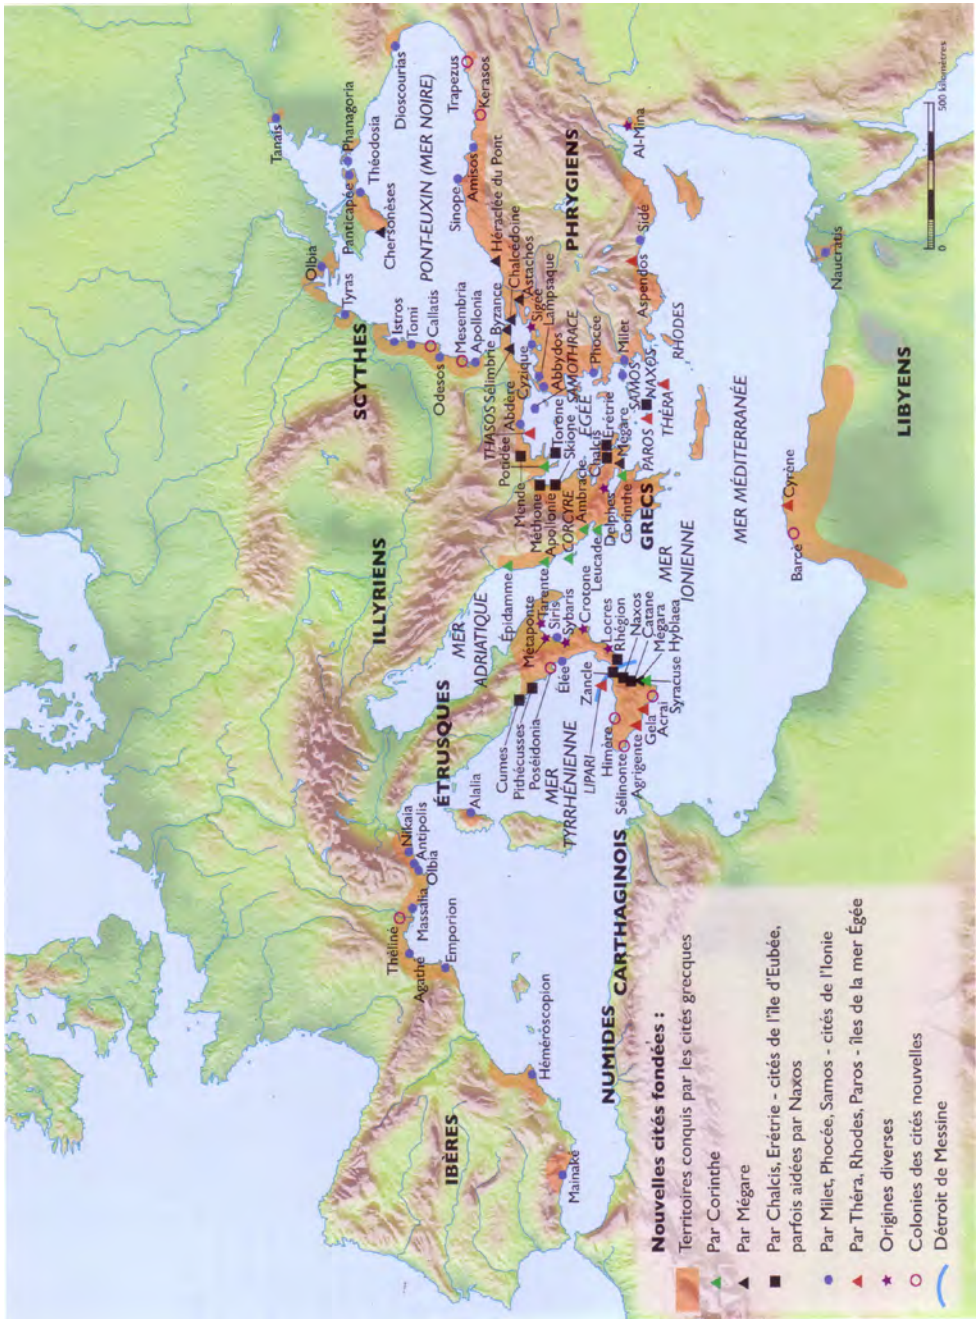 Tanaïs
Phanagoria
Panticapée
Théodosia
Chersonèses
Dioscourias
PONT-EUXIN (MER NOIRE)
Trapezus
Kerasos
Amisos
Sinope
Héraclée du Pont
Chalcédoine
Astachos
Olbia
Tyras
SCYTHES
Istros
Tomi
Callatis
Odesos
Mesembria
Apollonia
Byzance
Sélimbrie
Sigée
Lampsaque
Cyzique
Abbydos
PHRYGIENS
Al-Mina
Sidé
Aspendos
THASOS
SAMOTHRACE
Abdère
Potidée
Mende
Méthone
Torone
Skione
Phocée
Milet
SAMOS
NAXOS
RHODES
PAROS
THÉRA
ÉGÉE
Chalcis
Erétrie
Mégare
Apollonie
CORCYRE
Ambracie
Leucade
Delphes
Corinthe
GRECS
Épidamme
ILLYRIENS
MER
ADRIATIQUE
MER
IONIENNE
MER MÉDITERRANÉE
Naucratis
LIBYENS
Cyrène
Barcè
ÉTRUSQUES
Metaponte
Tarente
Siris
Sybaris
Crotone
Locres
Rhégion
Naxos
Catane
Mégara
Hyblaea
Syracuse
Acrai
Gela
Agrigente
Sélinonte
Himère
LIPARI
Zancle
Élée
Cumes
Pithécusses
Poséidonia
MER
TYRRHÉNIENNE
Alalia
Nikaia
Antipolis
Olbia
Massalia
Théliné
Agathé
Emporion
Héméroscopion
Mainaké
IBÈRES
NUMIDES
CARTHAGINOIS
0
500 kilomètres
Nouvelles cités fondées :
Territoires conquis par les cités grecques
Par Corinthe
Par Mégare
Par Chalcis, Erétrie - cités de l'île d'Eubée,
parfois aidées par Naxos
Par Milet, Phocée, Samos - cités de l'Ionie
Par Théra, Rhodes, Paros - îles de la mer Égée
Origines diverses
Colonies des cités nouvelles
Détroit de Messine